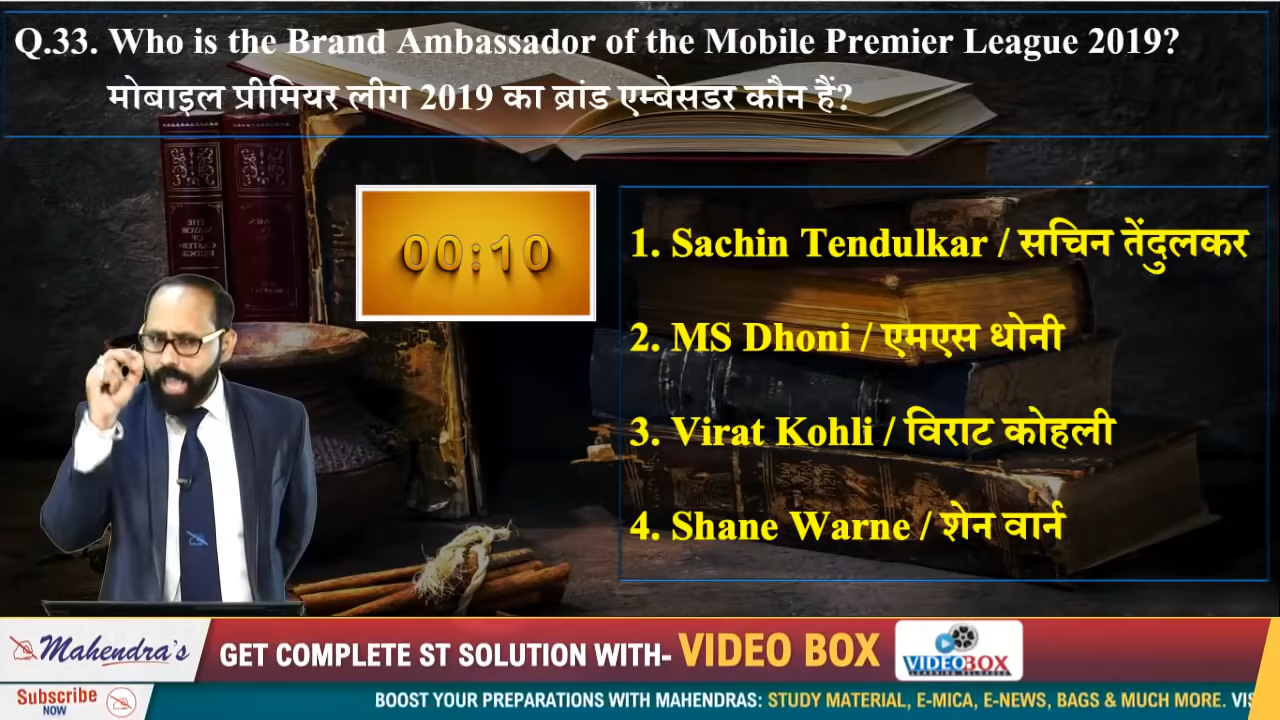 Q.33. Who is the Brand Ambassador of the Mobile Premier League 2019?
मोबाइल प्रीमियर लीग 2019 का ब्रांड एम्बेसडर कौन हैं?
00:10
1. Sachin Tendulkar / सचिन तेंदुलकर
2. MS Dhoni / एमएस धोनी
3. Virat Kohli / विराट कोहली
4. Shane Warne / शेन वार्न
Mahendra's
GET COMPLETE ST SOLUTION WITH- VIDEO BOX
VIDEOBOX
LEARNING RELOADED
Subscribe
NOW
BOOST YOUR PREPARATIONS WITH MAHENDRAS: STUDY MATERIAL, E-MICA, E-NEWS, BAGS & MUCH MORE. VIS